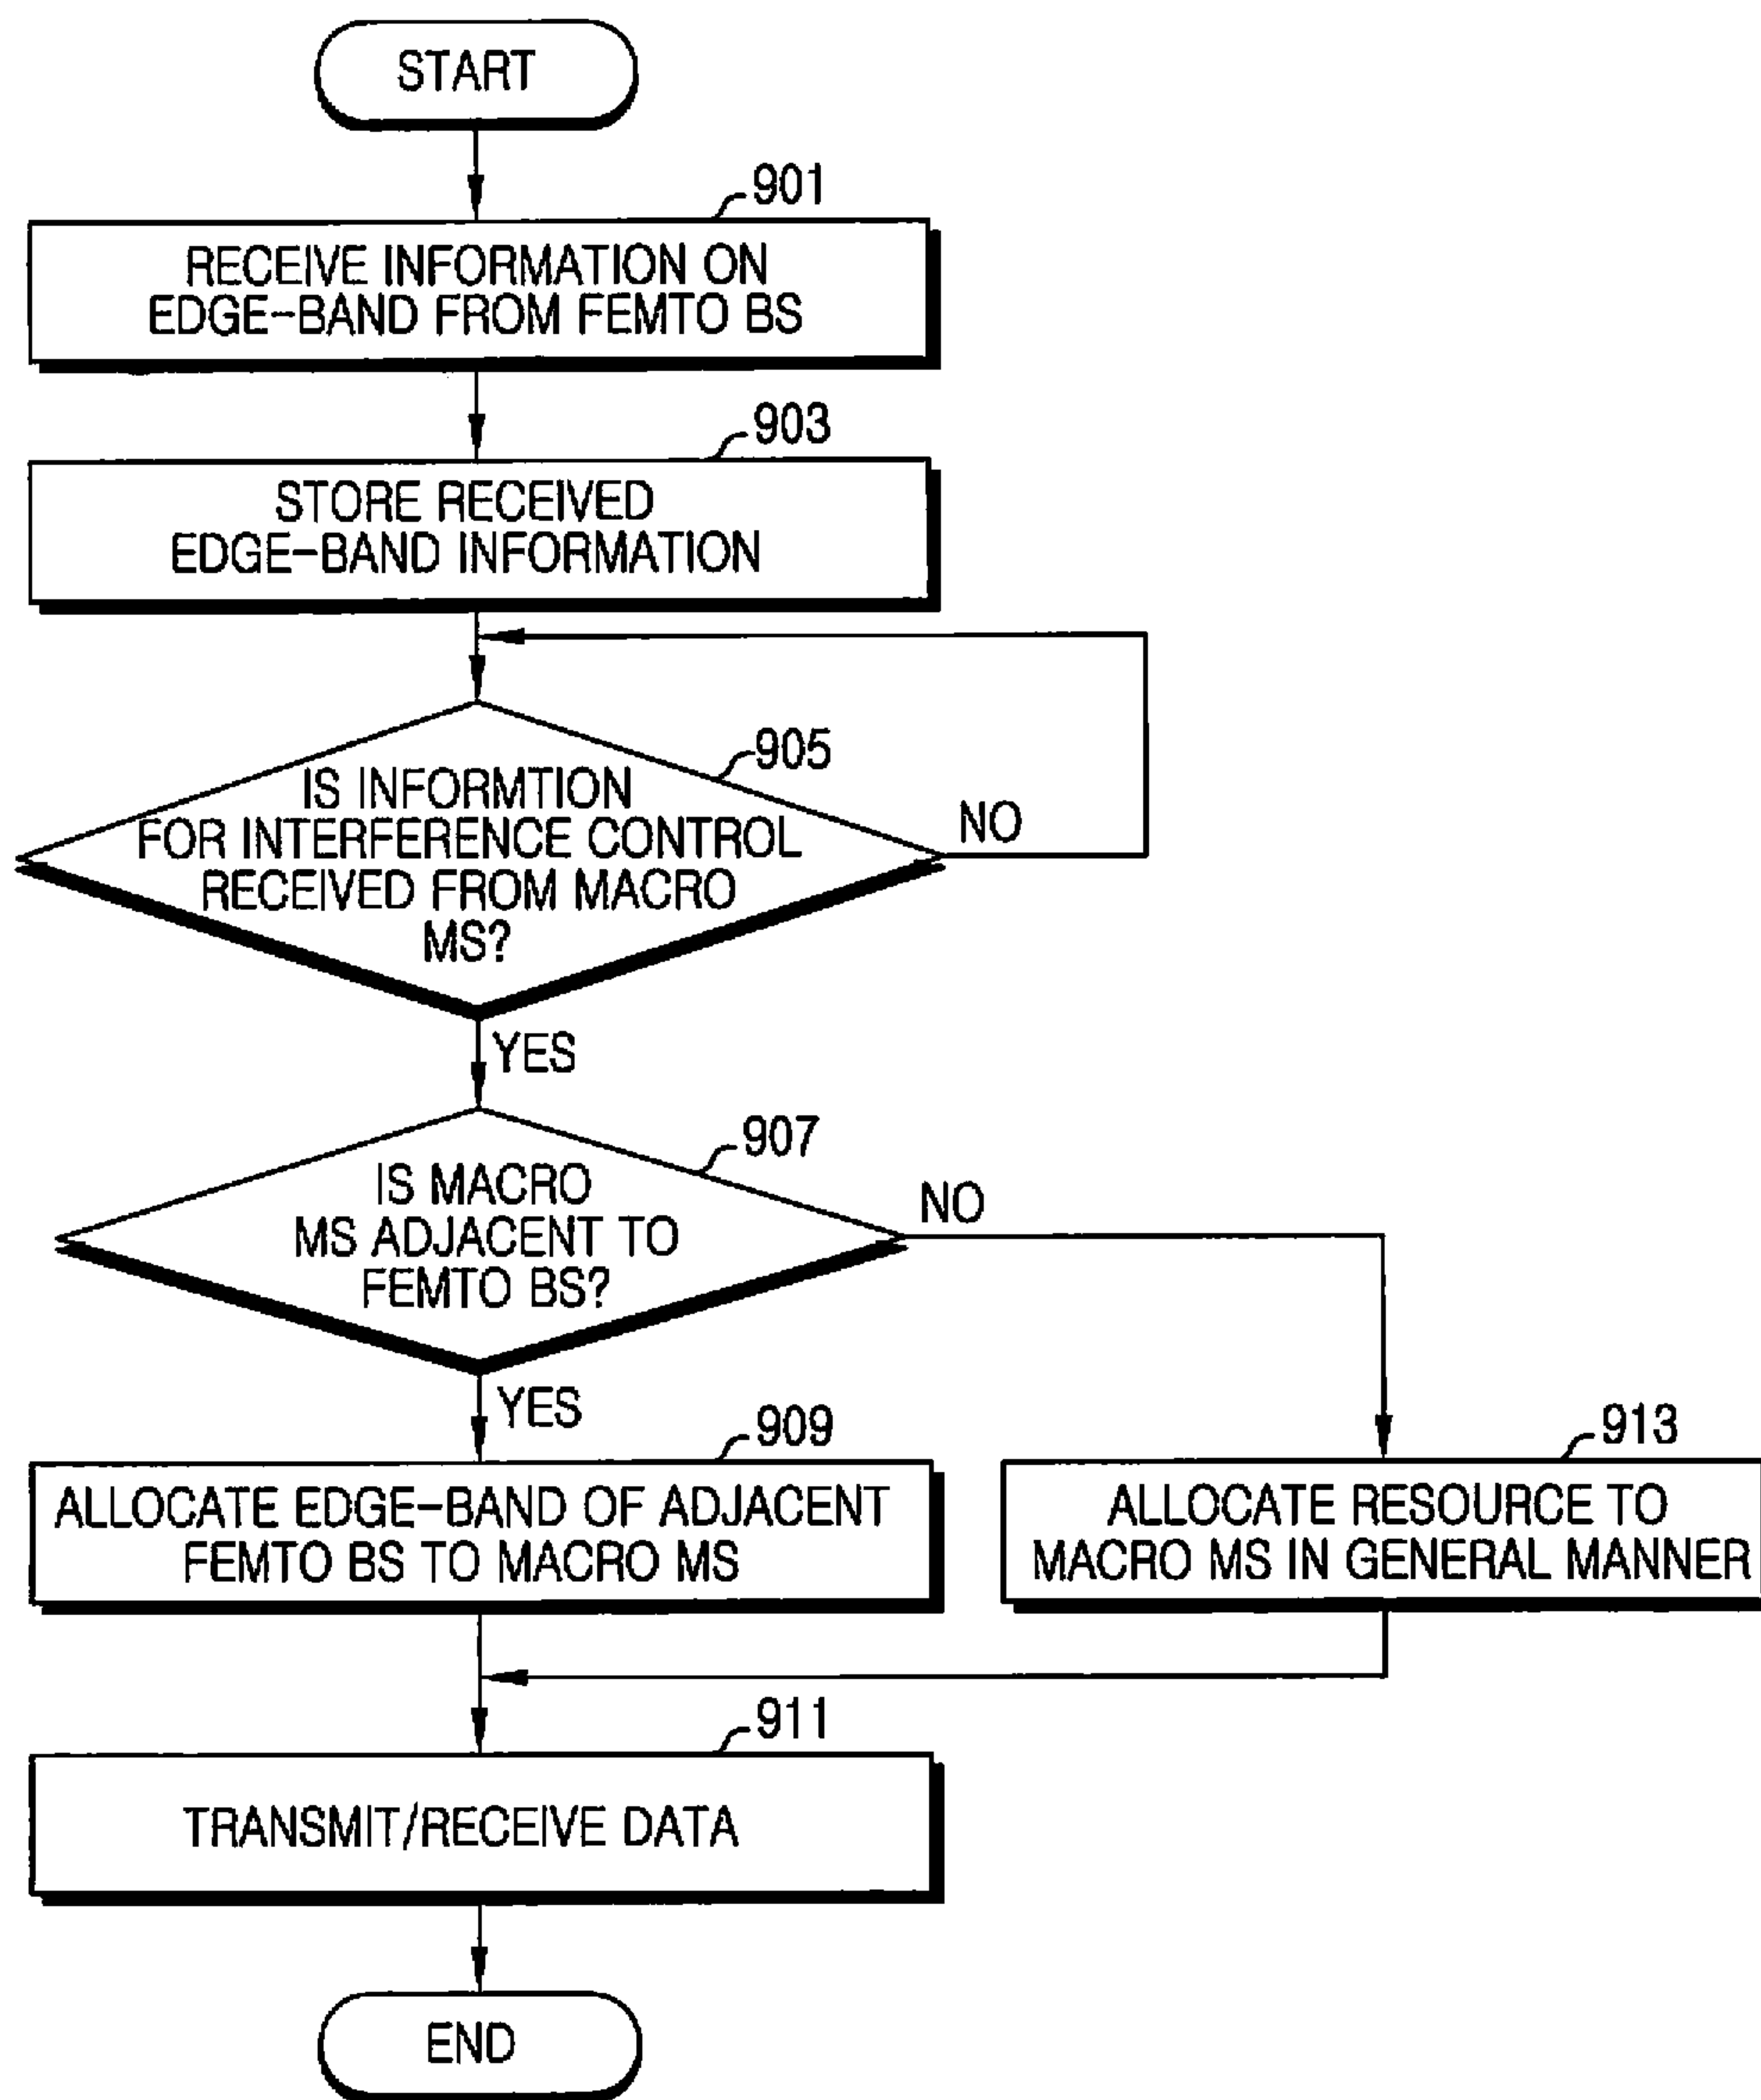 START
901
RECEIVE INFORMATION ON
EDGE-BAND FROM FEMTO BS
903
STORE RECEIVED
EDGE-BAND INFORMATION
905
IS INFORMTION
FOR INTERFERENCE CONTROL
RECEIVED FROM MACRO
MS?
NO
YES
907
IS MACRO
MS ADJACENT TO
FEMTO BS?
NO
YES
909
ALLOCATE EDGE-BAND OF ADJACENT
FEMTO BS TO MACRO MS
913
ALLOCATE RESOURCE TO
MACRO MS IN GENERAL MANNER
911
TRANSMIT/RECEIVE DATA
END